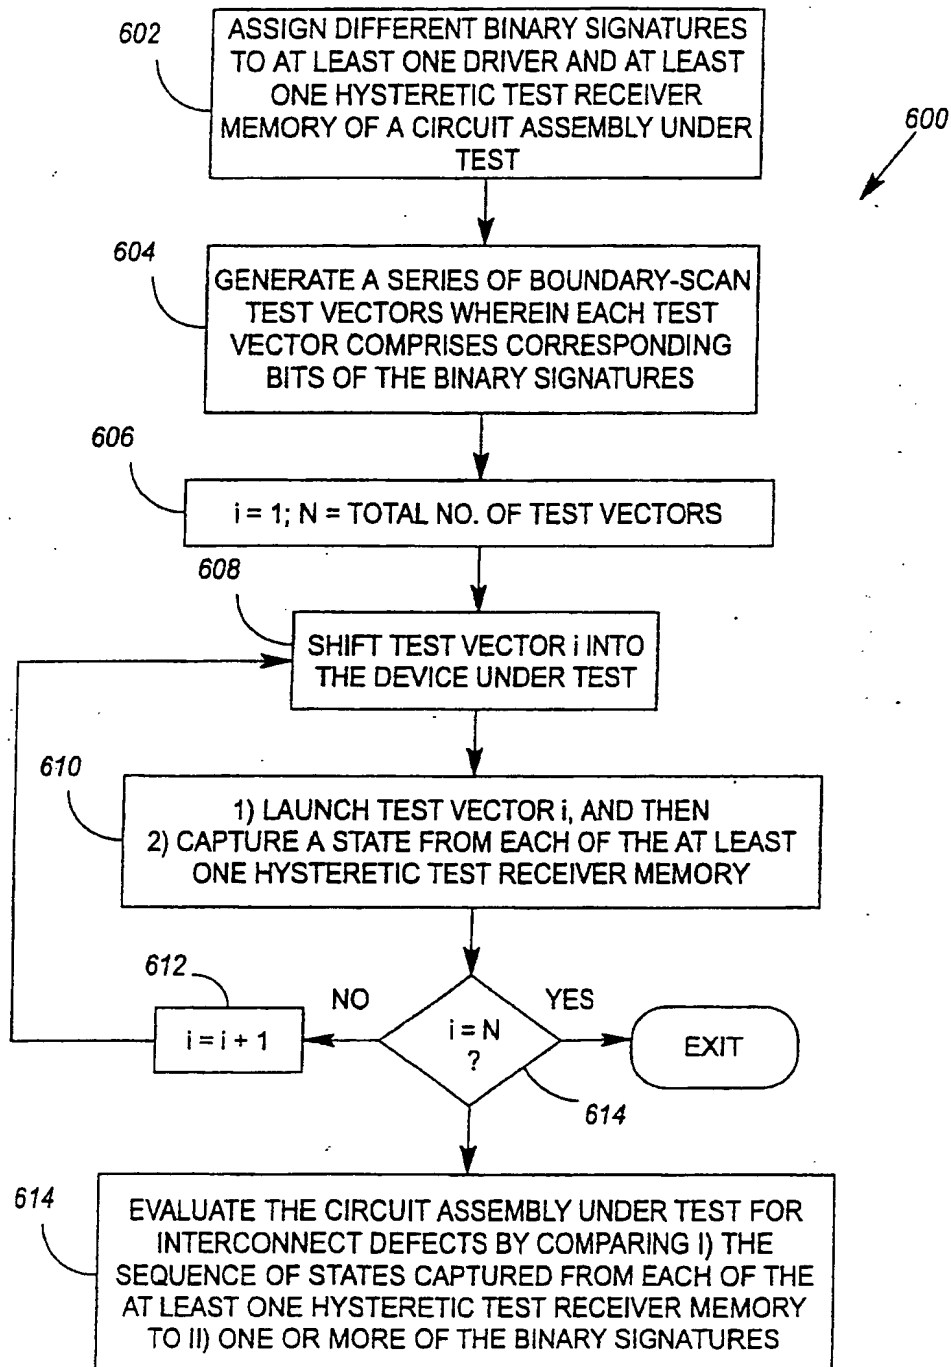 602
ASSIGN DIFFERENT BINARY SIGNATURES
TO AT LEAST ONE DRIVER AND AT LEAST
ONE HYSTERETIC TEST RECEIVER
MEMORY OF A CIRCUIT ASSEMBLY UNDER
TEST
600
604
GENERATE A SERIES OF BOUNDARY-SCAN
TEST VECTORS WHEREIN EACH TEST
VECTOR COMPRISES CORRESPONDING
BITS OF THE BINARY SIGNATURES
606
i = 1; N = TOTAL NO. OF TEST VECTORS
608
SHIFT TEST VECTOR i INTO
THE DEVICE UNDER TEST
610
1) LAUNCH TEST VECTOR i, AND THEN
2) CAPTURE A STATE FROM EACH OF THE AT LEAST
ONE HYSTERETIC TEST RECEIVER MEMORY
612
NO
YES
i = i + 1
i = N
?
EXIT
614
614
EVALUATE THE CIRCUIT ASSEMBLY UNDER TEST FOR
INTERCONNECT DEFECTS BY COMPARING I) THE
SEQUENCE OF STATES CAPTURED FROM EACH OF THE
AT LEAST ONE HYSTERETIC TEST RECEIVER MEMORY
TO II) ONE OR MORE OF THE BINARY SIGNATURES